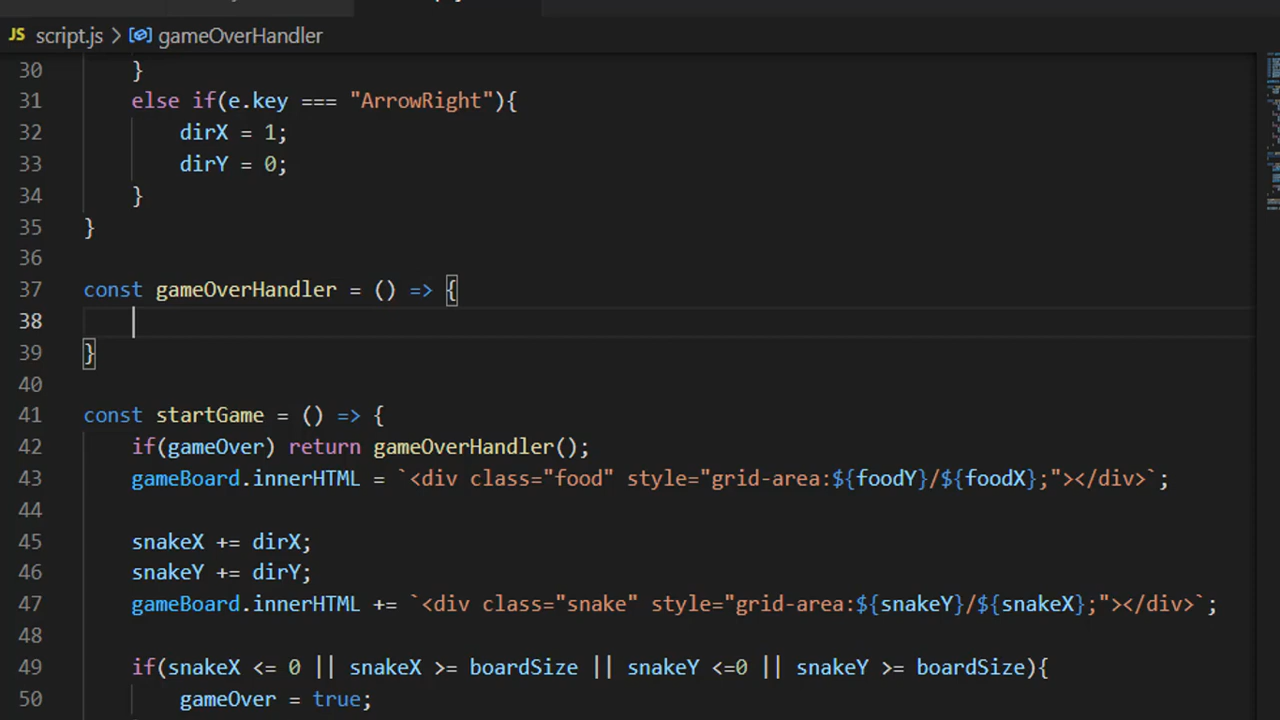 JS script.js > gameOverHandler
30 }
31 else if(e.key === "ArrowRight"){
32 dirX = 1;
33 dirY = 0;
34 }
35 }
36
37 const gameOverHandler = () => {
38
39 }
40
41 const startGame = () => {
42 if(gameOver) return gameOverHandler();
43 gameBoard.innerHTML = `<div class="food" style="grid-area:${foodY}/${foodX};"></div>`;
44
45 snakeX += dirX;
46 snakeY += dirY;
47 gameBoard.innerHTML += `<div class="snake" style="grid-area:${snakeY}/${snakeX};"></div>`;
48
49 if(snakeX <= 0 || snakeX >= boardSize || snakeY <=0 || snakeY >= boardSize){
50 gameOver = true;